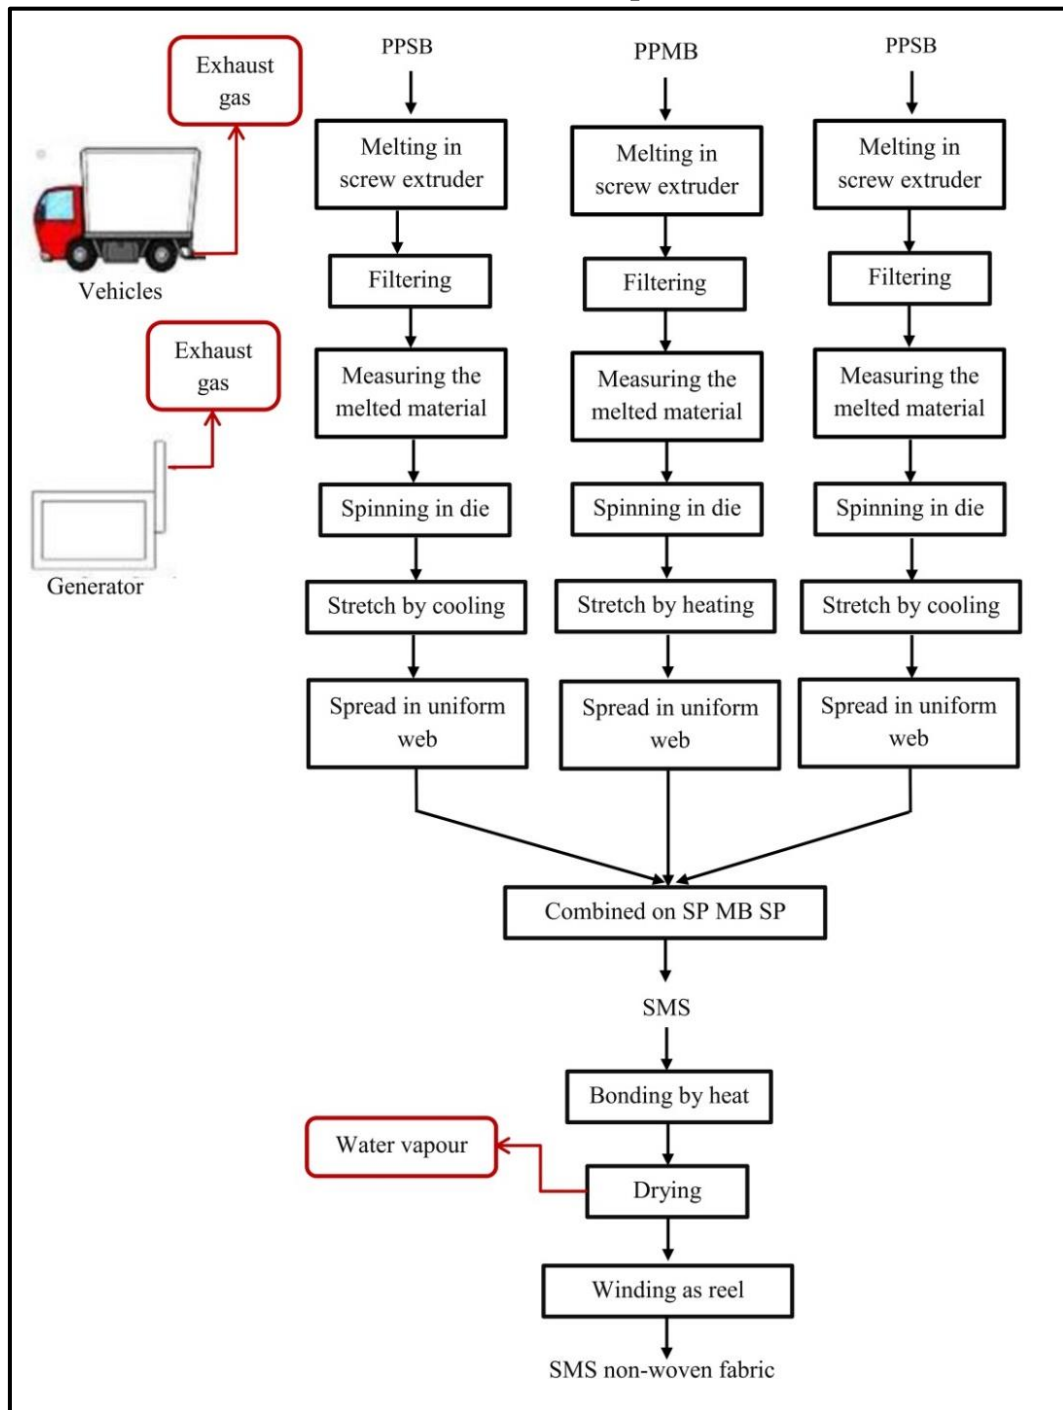 Exhaust
gas
Vehicles
Exhaust
gas
Generator
PPSB
Melting in
screw extruder
Filtering
Measuring the
melted material
Spinning in die
Stretch by cooling
Spread in uniform
web
PPMB
Melting in
screw extruder
Filtering
Measuring the
melted material
Spinning in die
Stretch by heating
Spread in uniform
web
PPSB
Melting in
screw extruder
Filtering
Measuring the
melted material
Spinning in die
Stretch by cooling
Spread in uniform
web
Combined on SP MB SP
SMS
Bonding by heat
Water vapour
Drying
Winding as reel
SMS non-woven fabric